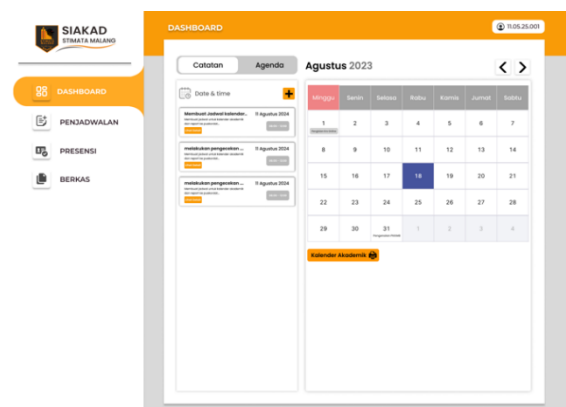 SIAKAD
STIMATA MALANG
DASHBOARD
11.05.25.001
DASHBOARD
PENJADWALAN
PRESENSI
BERKAS
Catatan Agenda
Date & time
Membuat Jadwal kalender... 11 Agustus 2024
melakukan pengecekan ... 11 Agustus 2024
melakukan pengecekan ... 11 Agustus 2024
Agustus 2023
Minggu Senin Selasa Rabu Kamis Jumat Sabtu
1 2 3 4 5 6 7
8 9 10 11 12 13 14
15 16 17 18 19 20 21
22 23 24 25 26 27 28
29 30 31 1 2 3 4
Kalender Akademik